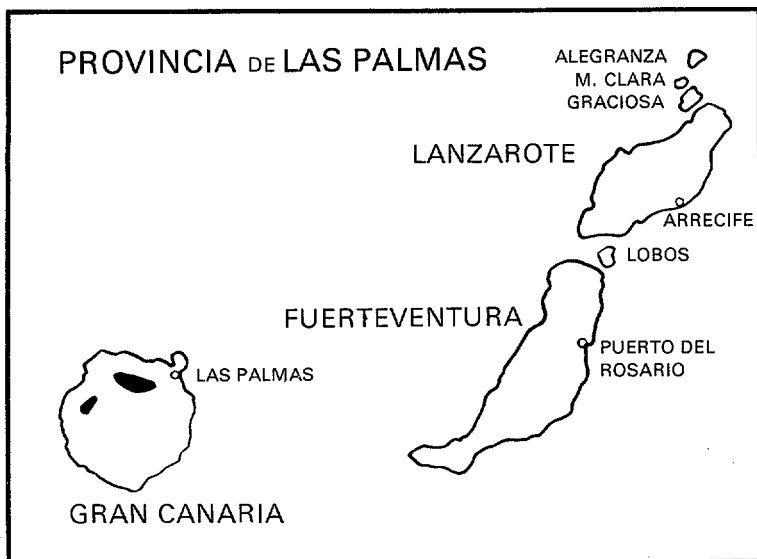 PROVINCIA DE LAS PALMAS
ALEGRANZA
M. CLARA
GRACIOSA
LANZAROTE
ARRECIFE
LOBOS
FUERTEVENTURA
PUERTO DEL
ROSARIO
LAS PALMAS
GRAN CANARIA